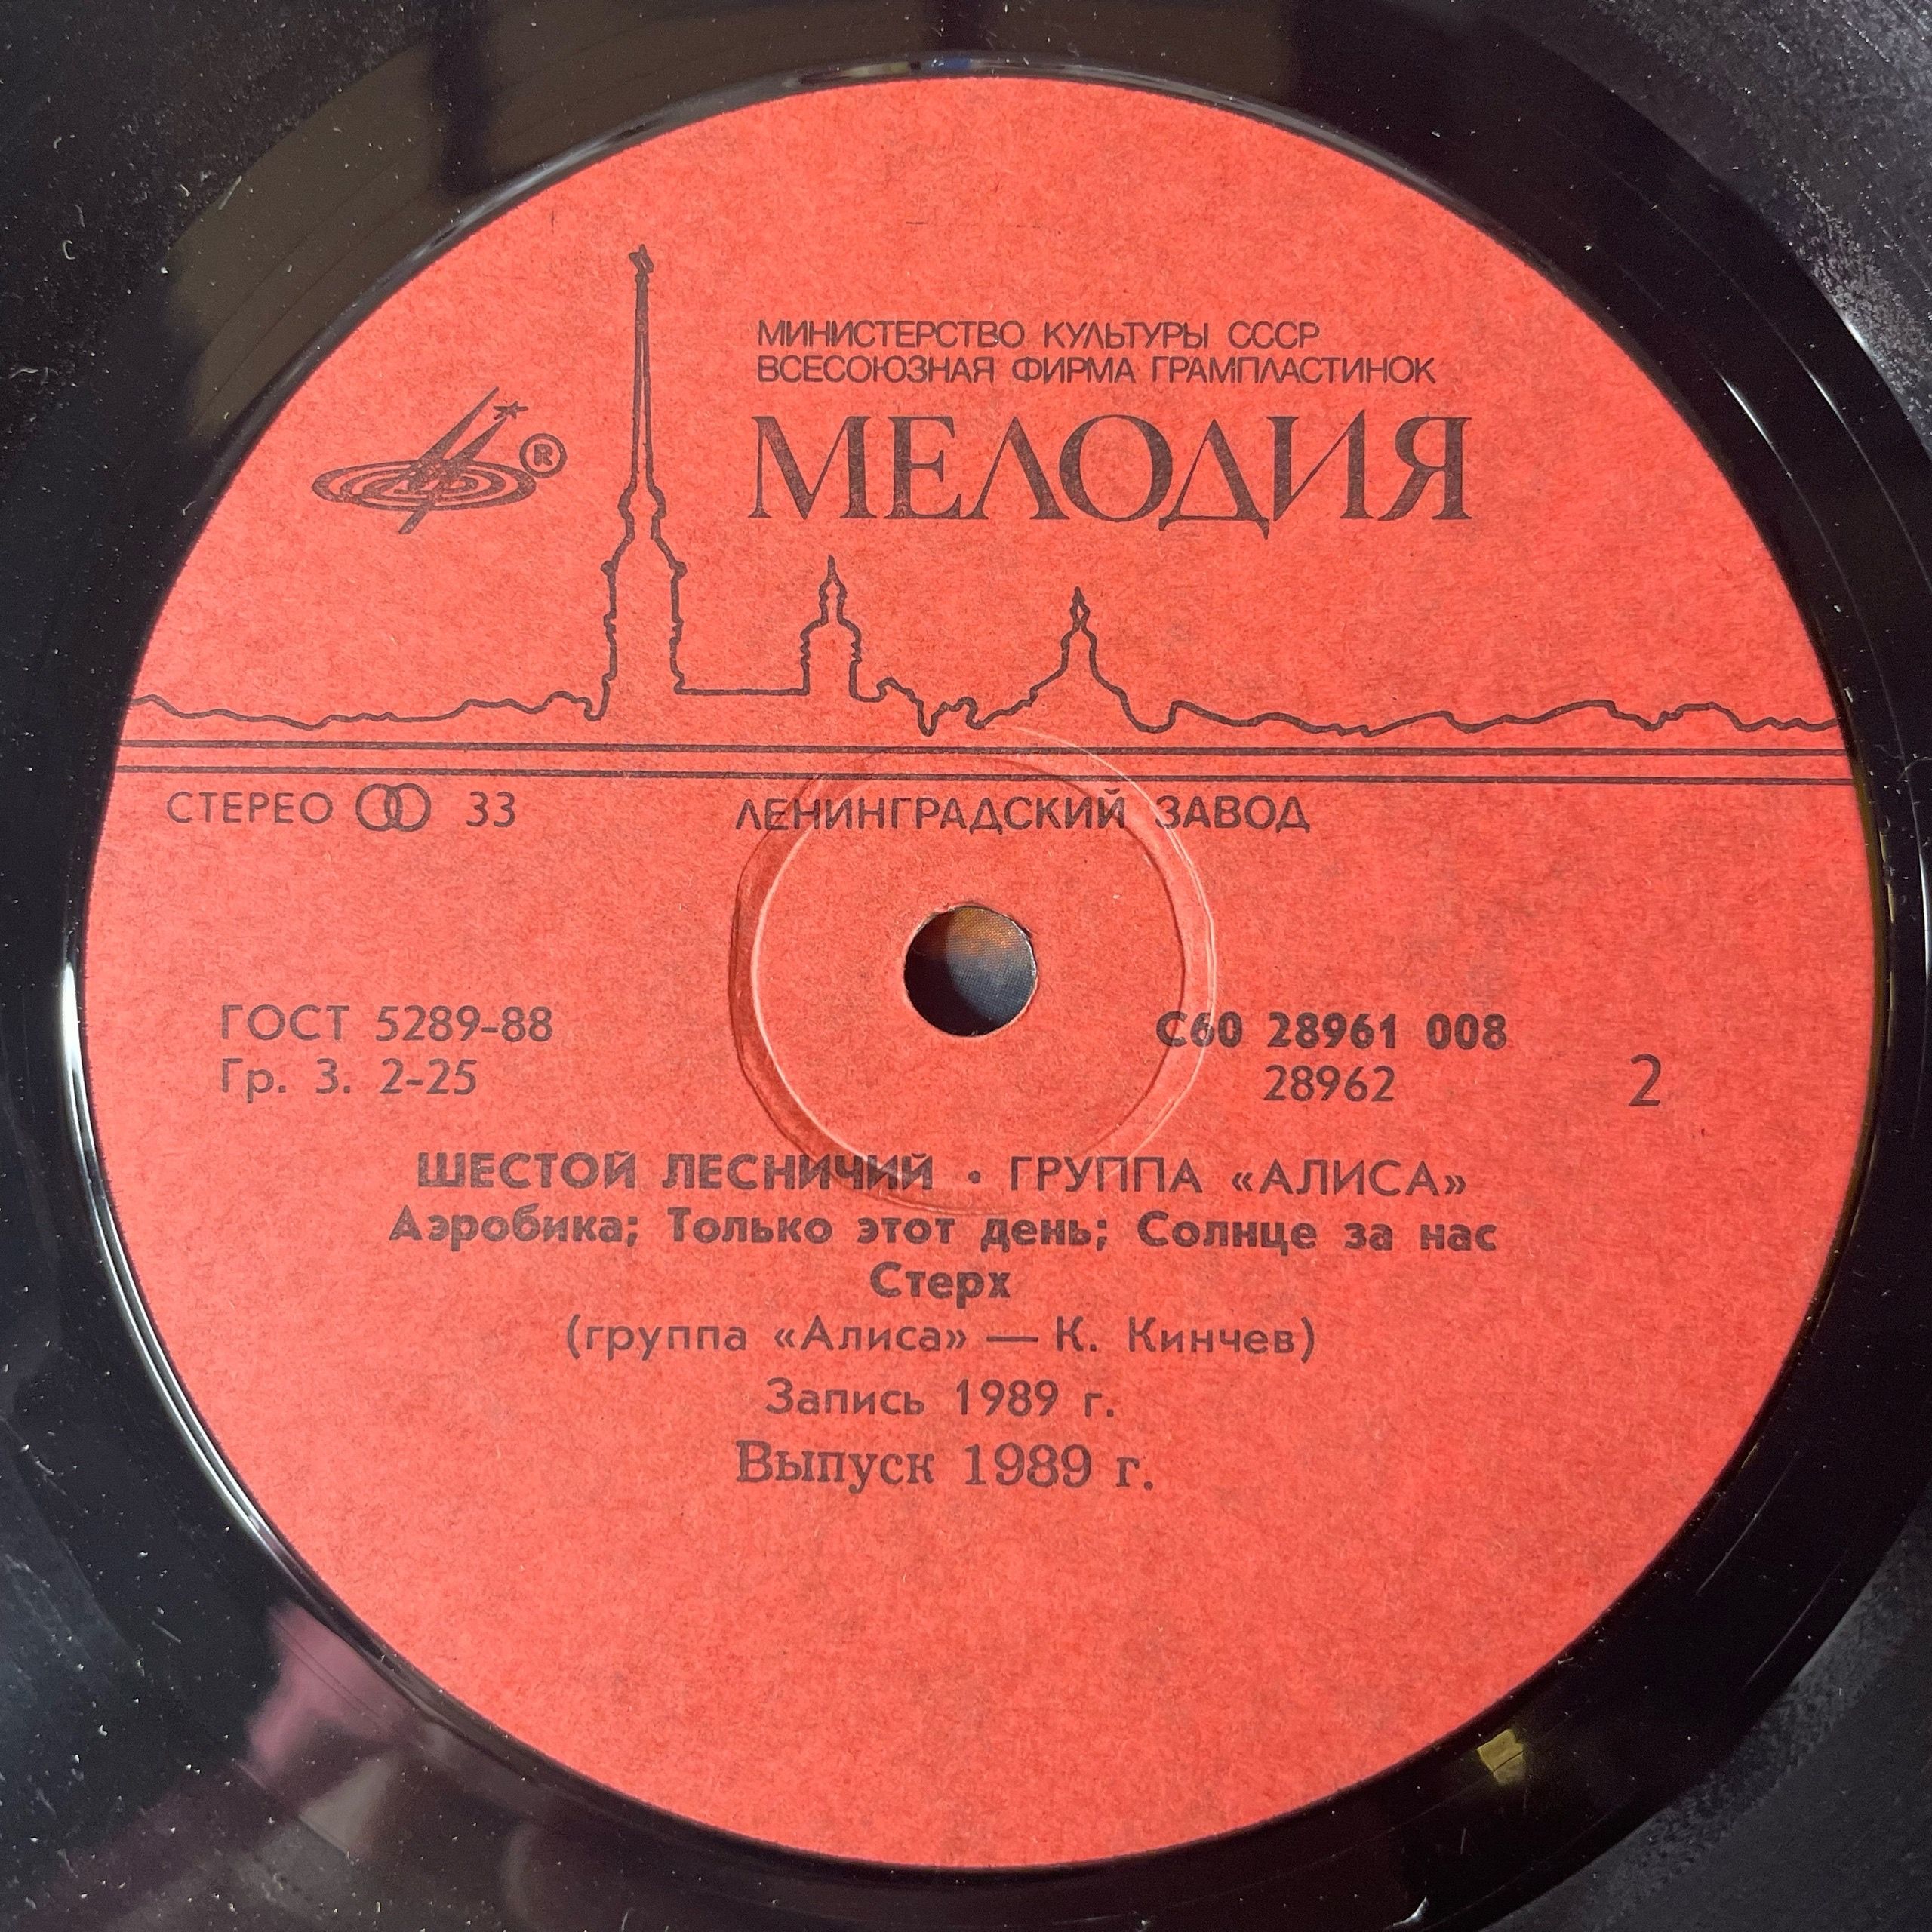 МИНИСТЕРСТВО КУЛЬТУРЫ СССР
ВСЕСОЮЗНАЯ ФИРМА ГРАМПЛАСТИНОК
®
МЕЛОДИЯ
СТЕРЕО 33
ЛЕНИНГРАДСКИЙ ЗАВОД
ГОСТ 5289-88
Гр. 3. 2-25
С60 28961 008
28962
2
ШЕСТОЙ ЛЕСНИЧИЙ • ГРУППА «АЛИСА»
Аэробика; Только этот день; Солнце за нас
Стерх
(группа «Алиса» — К. Кинчев)
Запись 1989 г.
Выпуск 1989 г.